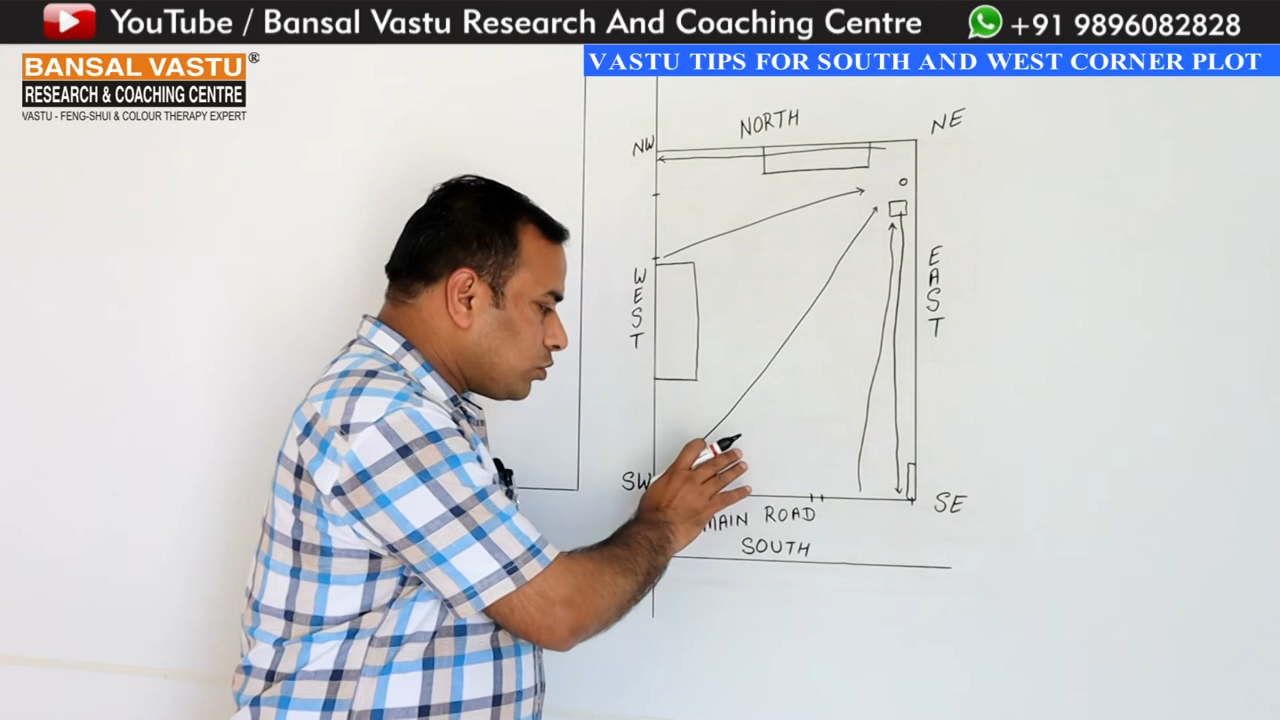 YouTube / Bansal Vastu Research And Coaching Centre
+91 9896082828
BANSAL VASTU®
RESEARCH & COACHING CENTRE
VASTU - FENG-SHUI & COLOUR THERAPY EXPERT
VASTU TIPS FOR SOUTH AND WEST CORNER PLOT
NORTH
NE
NW
WEST
EAST
SW
SE
MAIN ROAD
SOUTH